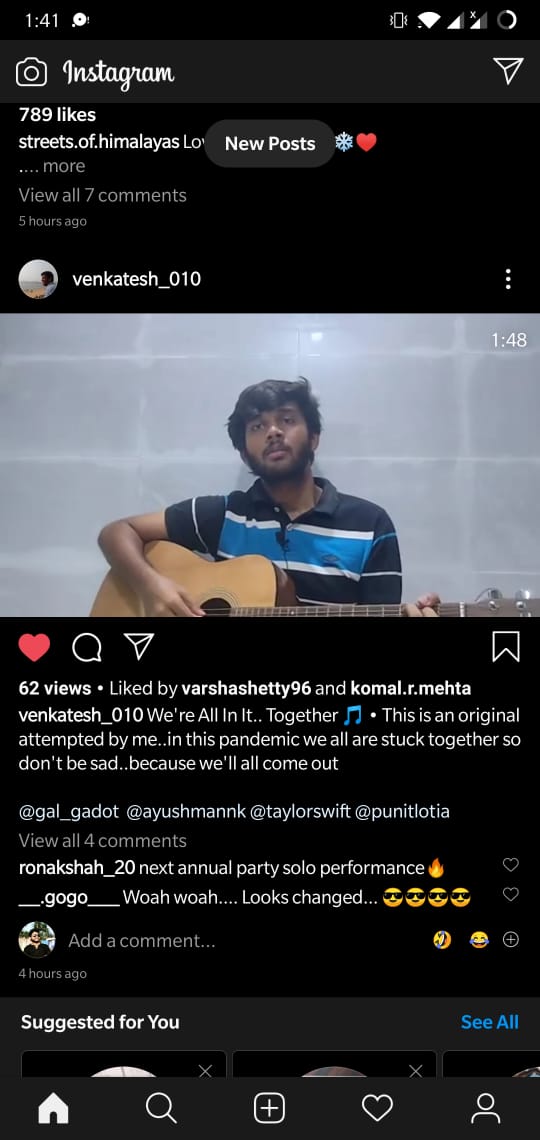 1:41
Instagram
789 likes
streets.of.himalayas Lo New Posts ❄️❤️
.... more
View all 7 comments
5 hours ago
venkatesh_010
1:48
62 views • Liked by varshashetty96 and komal.r.mehta
venkatesh_010 We're All In It.. Together 🎵 • This is an original
attempted by me..in this pandemic we all are stuck together so
don't be sad..because we'll all come out
@gal_gadot @ayushmannk @taylorswift @punitlotia
View all 4 comments
ronakshah_20 next annual party solo performance🔥
__.gogo___ Woah woah.... Looks changed... 😎😎😎😎
Add a comment... 🤣 😂
4 hours ago
Suggested for You See All